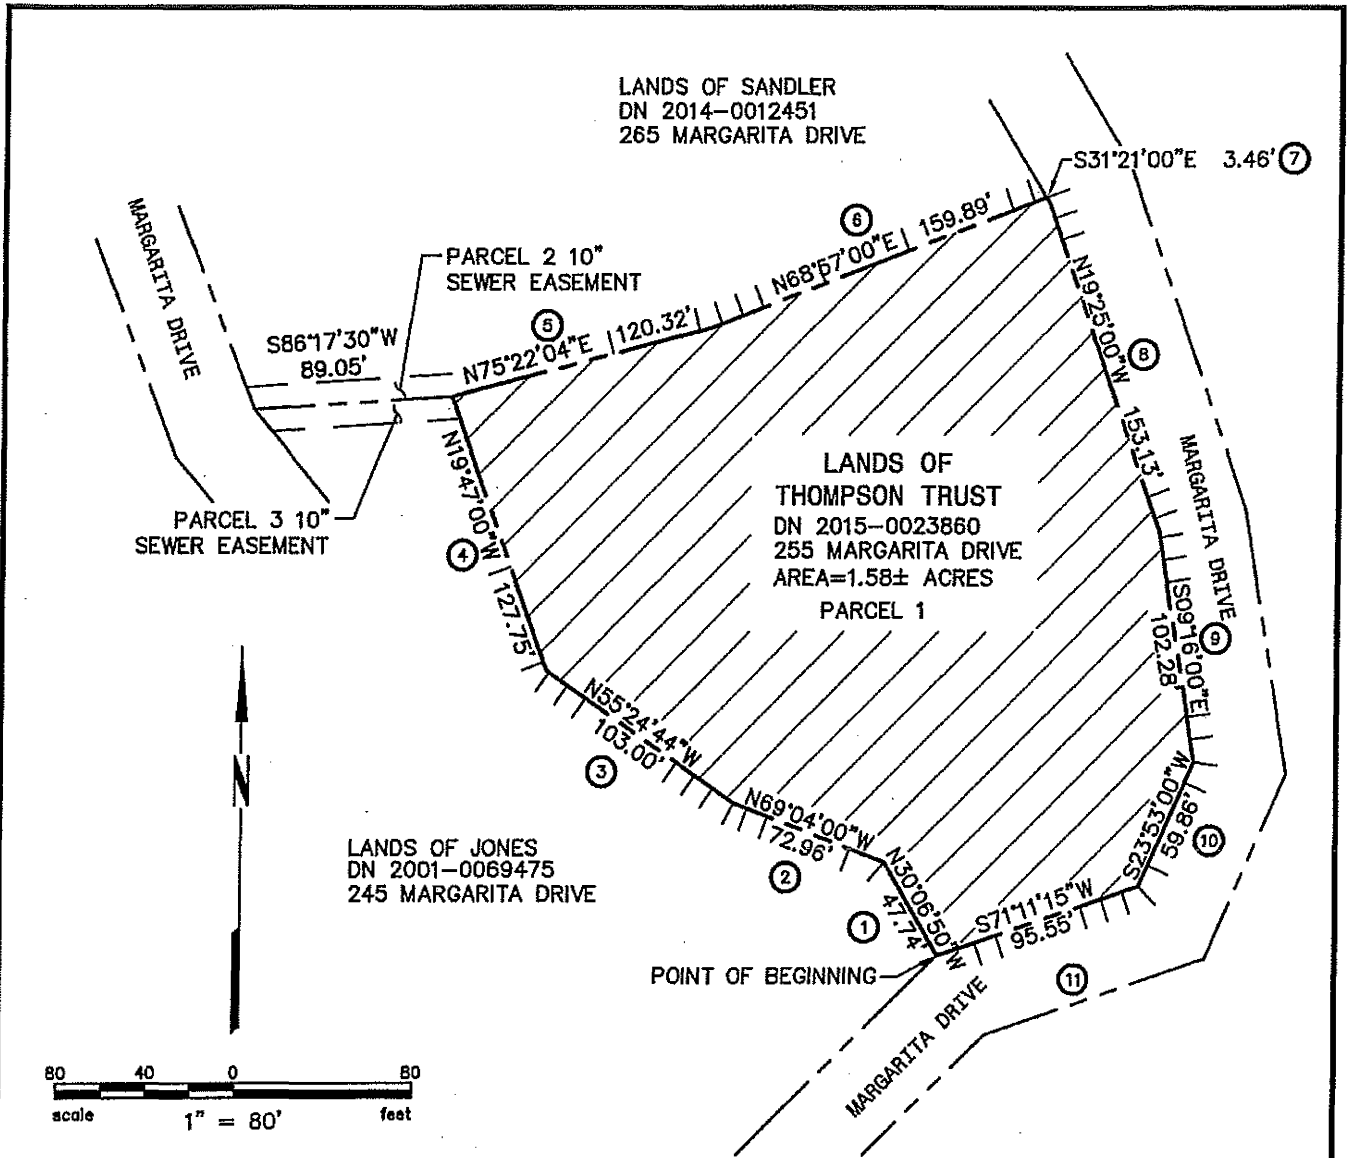 LANDS OF SANDLER
DN 2014-0012451
265 MARGARITA DRIVE
S31°21'00"E 3.46' 7
MARGARITA DRIVE
PARCEL 2 10"
SEWER EASEMENT
6
N68°57'00"E 159.89'
5
N75°22'04"E 120.32'
S86°17'30"W
89.05'
N19°25'00"W 153.13'
8
MARGARITA DRIVE
N19°47'00"W 127.75'
4
PARCEL 3 10"
SEWER EASEMENT
LANDS OF
THOMPSON TRUST
DN 2015-0023860
255 MARGARITA DRIVE
AREA=1.58± ACRES
PARCEL 1
S09°16'00"E
102.28'
9
N55°24'44"W
103.00'
3
N
N69°04'00"W
72.96'
2
S23°53'00"W
59.86'
10
LANDS OF JONES
DN 2001-0069475
245 MARGARITA DRIVE
N30°06'50"W
47.74'
1
S71°11'15"W
95.55'
11
POINT OF BEGINNING
MARGARITA DRIVE
80 40 0 80
scale feet
1" = 80'